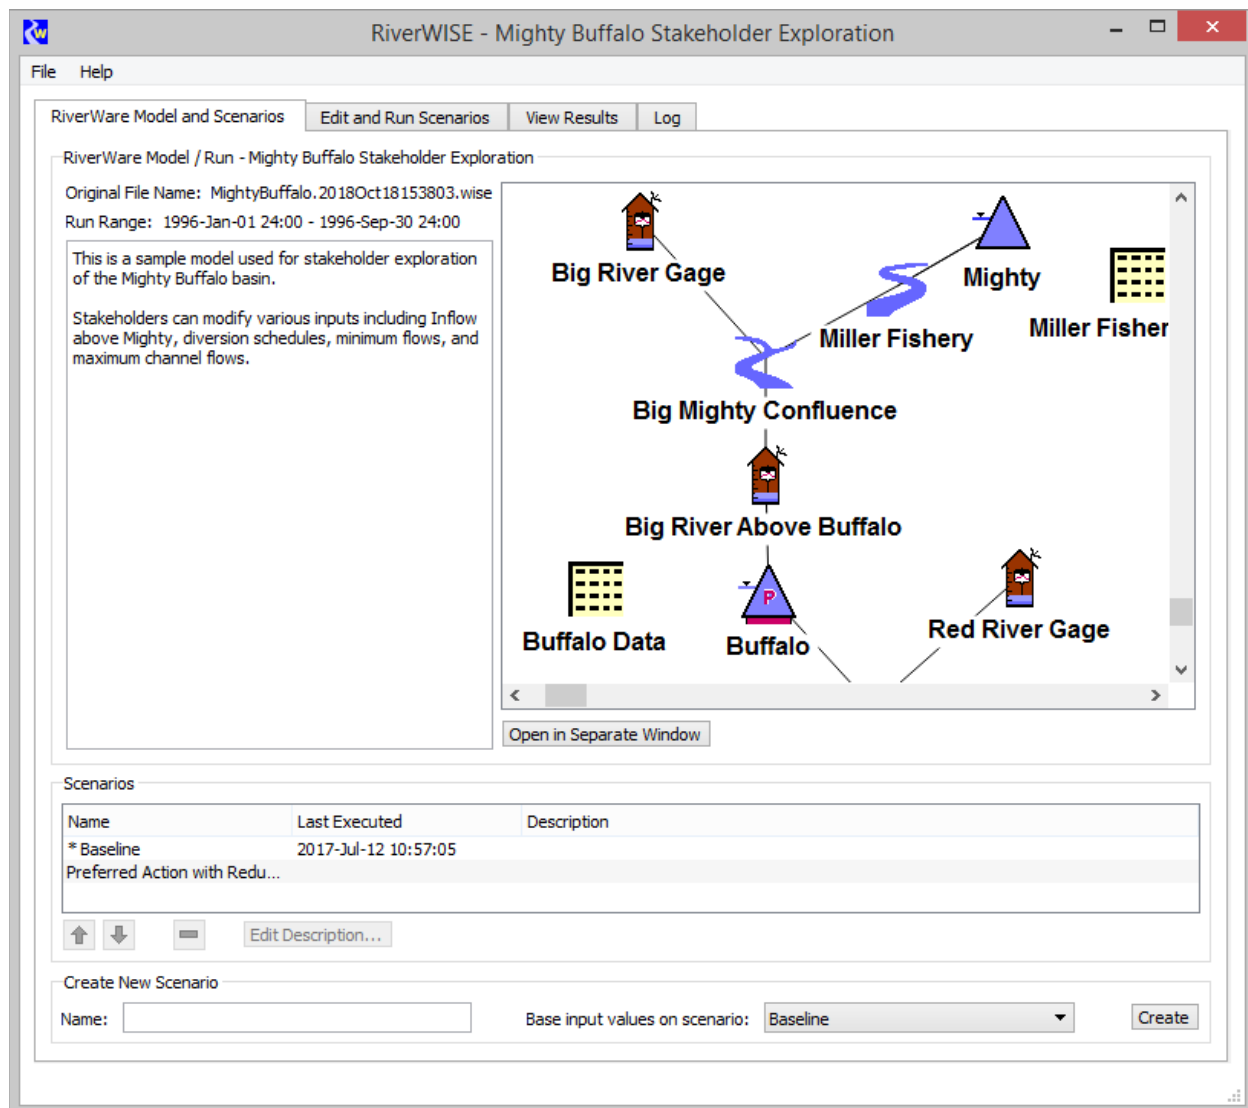 RiverWISE - Mighty Buffalo Stakeholder Exploration
File Help
RiverWare Model and Scenarios Edit and Run Scenarios View Results Log
RiverWare Model / Run - Mighty Buffalo Stakeholder Exploration
Original File Name: MightyBuffalo.2018Oct18153803.wise
Run Range: 1996-Jan-01 24:00 - 1996-Sep-30 24:00
This is a sample model used for stakeholder exploration
of the Mighty Buffalo basin.
Stakeholders can modify various inputs including Inflow
above Mighty, diversion schedules, minimum flows, and
maximum channel flows.
Big River Gage
Mighty
Miller Fishery
Miller Fisher
Big Mighty Confluence
Big River Above Buffalo
P
Buffalo Data
Buffalo
Red River Gage
Open in Separate Window
Scenarios
Name Last Executed Description
* Baseline 2017-Jul-12 10:57:05
Preferred Action with Redu...
Edit Description...
Create New Scenario
Name: Base input values on scenario: Baseline Create